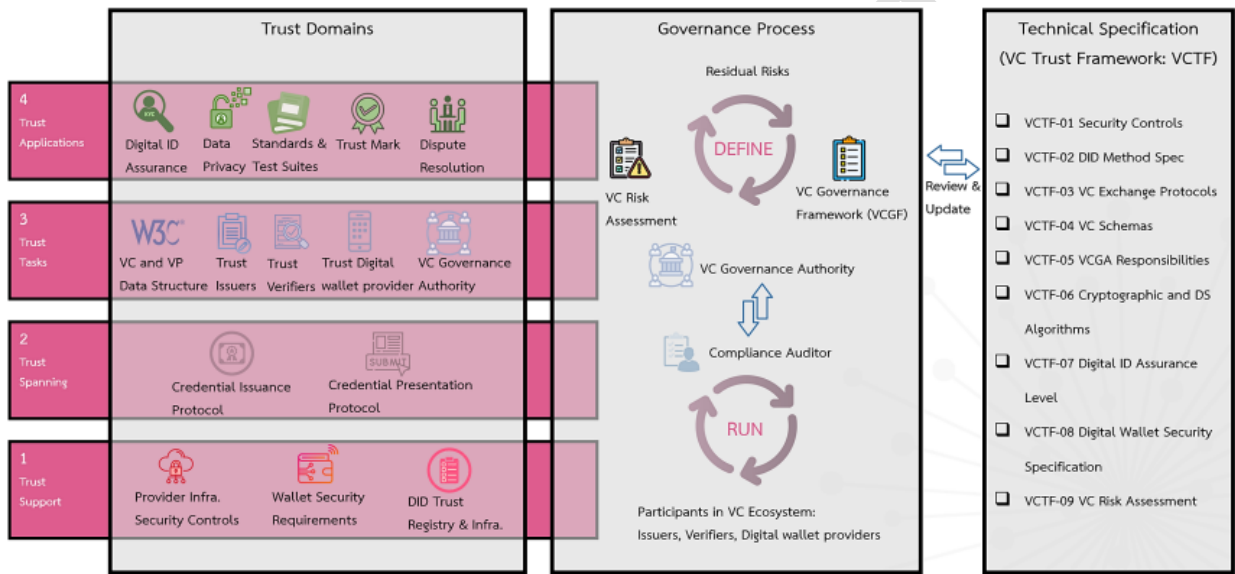 Trust Domains
4
Trust
Applications
KYC
Digital ID
Assurance
Data
Privacy
Standards &
Test Suites
Trust Mark
Dispute
Resolution
3
Trust
Tasks
W3C
VC and VP
Data Structure
Trust
Issuers
Trust
Verifiers
Trust Digital
wallet provider
VC Governance
Authority
2
Trust
Spanning
Credential Issuance
Protocol
SUBMIT
Credential Presentation
Protocol
1
Trust
Support
Provider Infra.
Security Controls
Wallet Security
Requirements
DID Trust
Registry & Infra.
Governance Process
Residual Risks
DEFINE
VC Risk
Assessment
VC Governance
Framework (VCGF)
VC Governance Authority
Compliance Auditor
RUN
Participants in VC Ecosystem:
Issuers, Verifiers, Digital wallet providers
Review &
Update
Technical Specification
(VC Trust Framework: VCTF)
VCTF-01 Security Controls
VCTF-02 DID Method Spec
VCTF-03 VC Exchange Protocols
VCTF-04 VC Schemas
VCTF-05 VCGA Responsibilities
VCTF-06 Cryptographic and DS
Algorithms
VCTF-07 Digital ID Assurance
Level
VCTF-08 Digital Wallet Security
Specification
VCTF-09 VC Risk Assessment